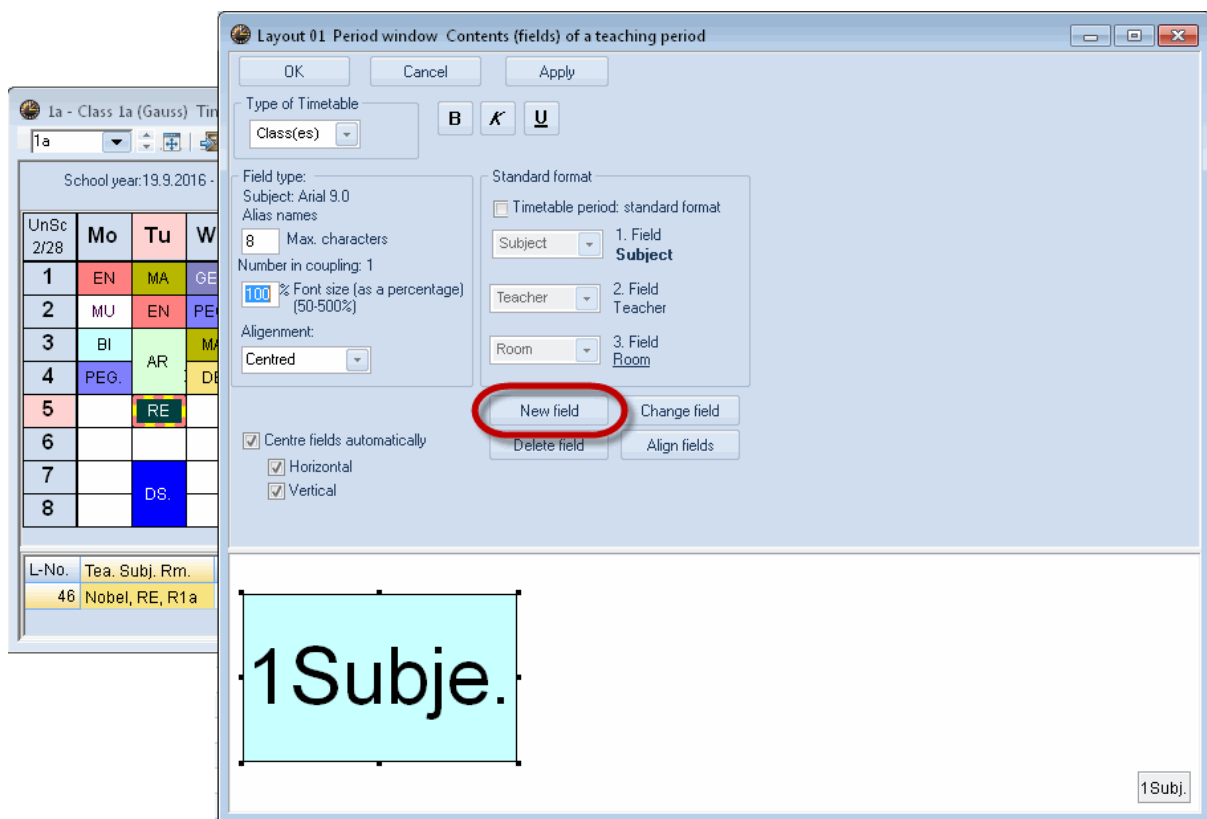 Layout 01 Period window Contents (fields) of a teaching period
OK Cancel Apply
Type of Timetable
Class(es)
B K U
Field type:
Subject: Arial 9.0
Alias names
8 Max. characters
Number in coupling: 1
100 % Font size (as a percentage)
(50-500%)
Aligenment:
Centred
Standard format
Timetable period: standard format
Subject 1. Field
Subject
Teacher 2. Field
Teacher
Room 3. Field
Room
New field Change field
Delete field Align fields
Centre fields automatically
Horizontal
Vertical
1Subje.
1Subj.
1a - Class 1a (Gauss) Tin
1a
School year:19.9.2016 -
UnSc
2/28
Mo Tu W
1 EN MA GE
2 MU EN PE
3 BI AR MA
4 PEG. DE
5 RE
6
7 DS.
8
L-No. Tea. Subj. Rm.
46 Nobel, RE, R1a